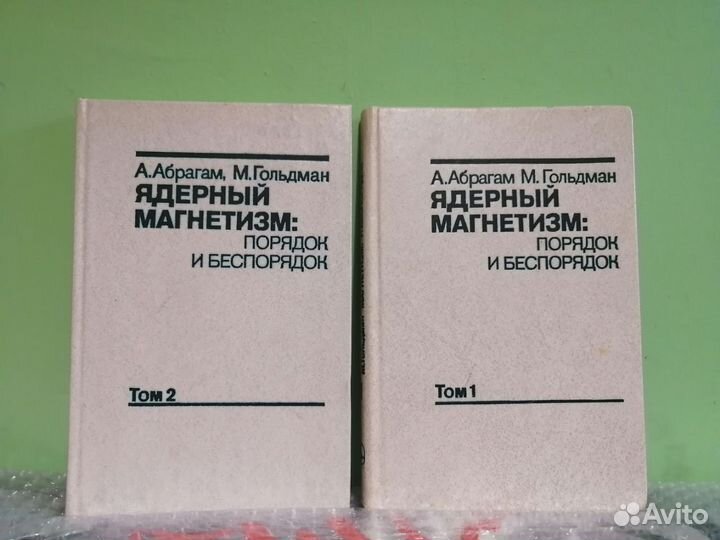 А.Абрагам, М.Гольдман
ЯДЕРНЫЙ
МАГНЕТИЗМ:
ПОРЯДОК
И БЕСПОРЯДОК
Том 2
А.Абрагам М.Гольдман
ЯДЕРНЫЙ
МАГНЕТИЗМ:
ПОРЯДОК
И БЕСПОРЯДОК
Том 1
Avito